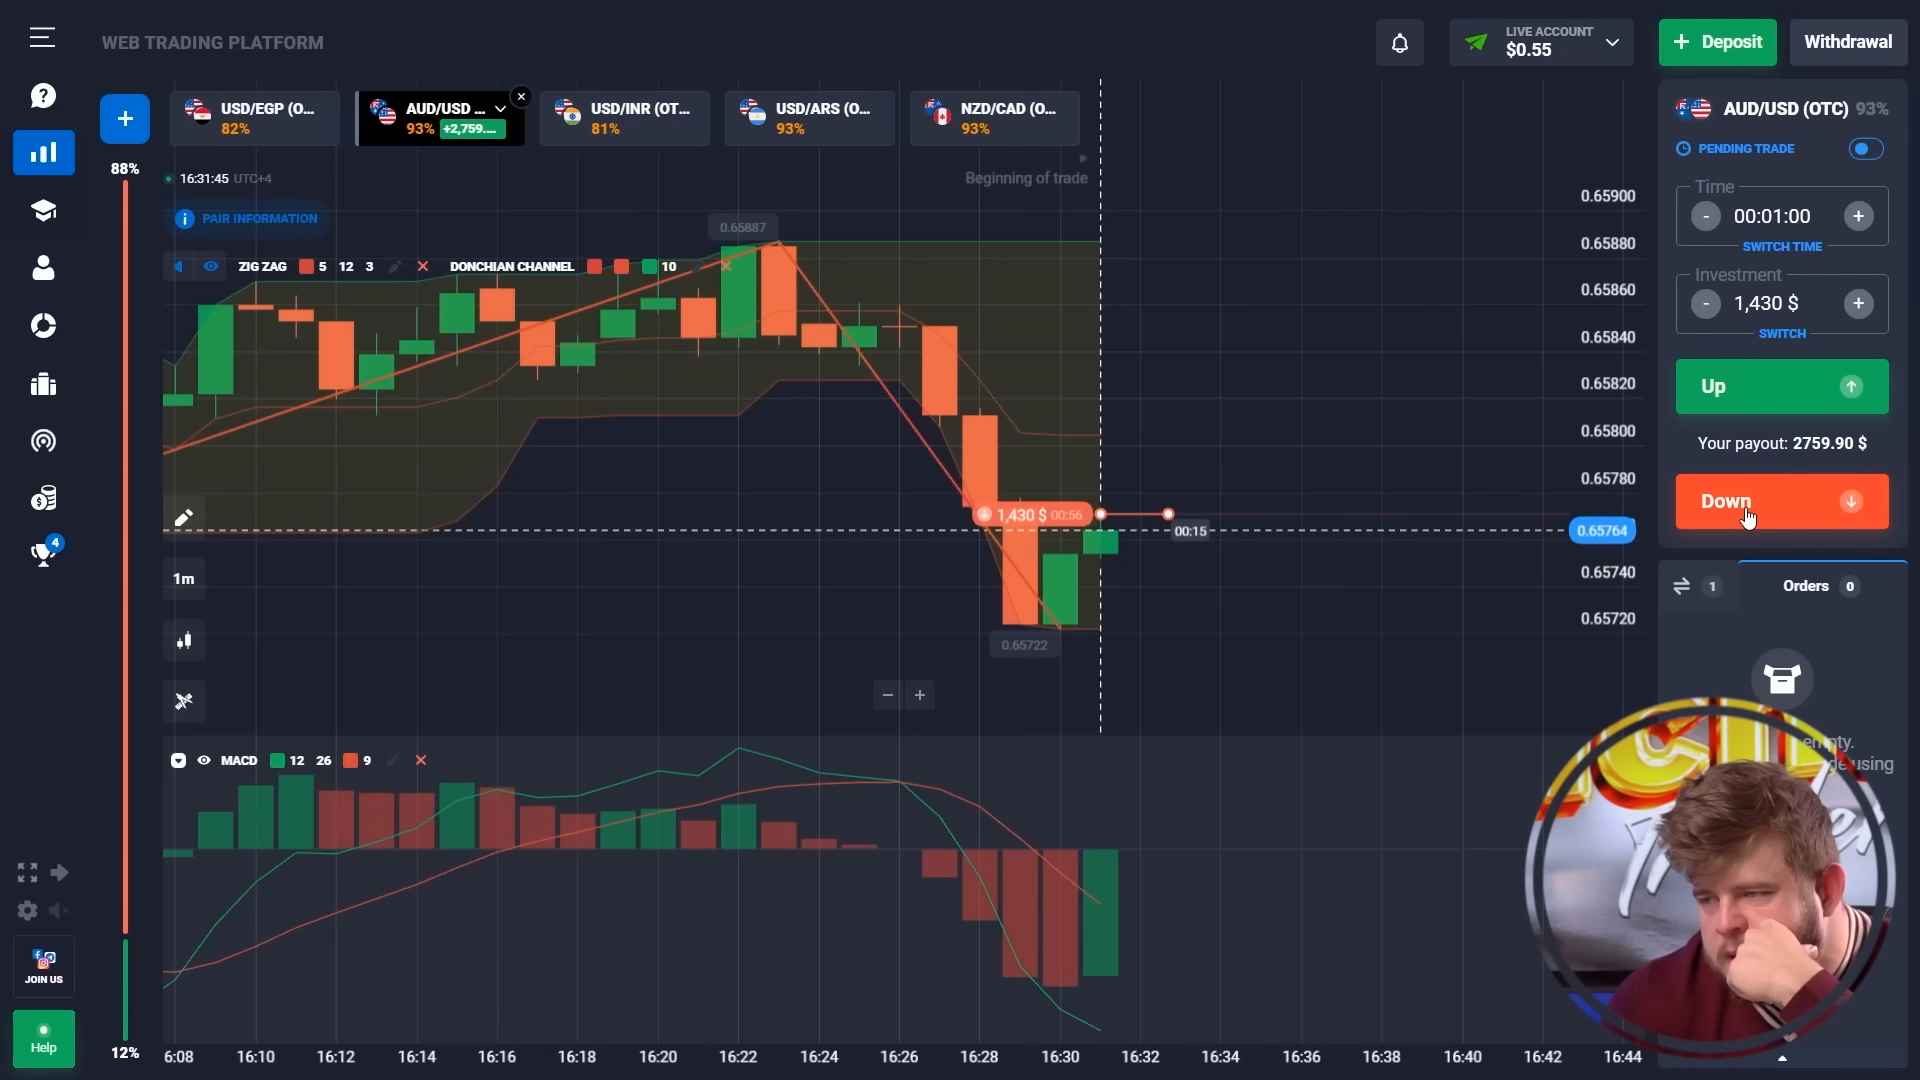 WEB TRADING PLATFORM
LIVE ACCOUNT
$0.55
+ Deposit
Withdrawal
USD/EGP (O...
82%
AUD/USD ...
93% +2,759....
USD/INR (OT...
81%
USD/ARS (O...
93%
NZD/CAD (O...
93%
88%
16:31:45 UTC+4
Beginning of trade
PAIR INFORMATION
0.65887
ZIG ZAG 5 12 3
DONCHIAN CHANNEL 10
0.65900
0.65880
0.65860
0.65840
0.65820
0.65800
0.65780
0.65764
0.65740
0.65720
1,430 $ 00:56
00:15
0.65722
1m
MACD 12 26 9
12%
6:08 16:10 16:12 16:14 16:16 16:18 16:20 16:22 16:24 16:26 16:28 16:30 16:32 16:34 16:36 16:38 16:40 16:42 16:44
4
JOIN US
Help
AUD/USD (OTC) 93%
PENDING TRADE
Time
- 00:01:00 +
SWITCH TIME
Investment
- 1,430 $ +
SWITCH
Up
Your payout: 2759.90 $
Down
1
Orders 0
empty.
using